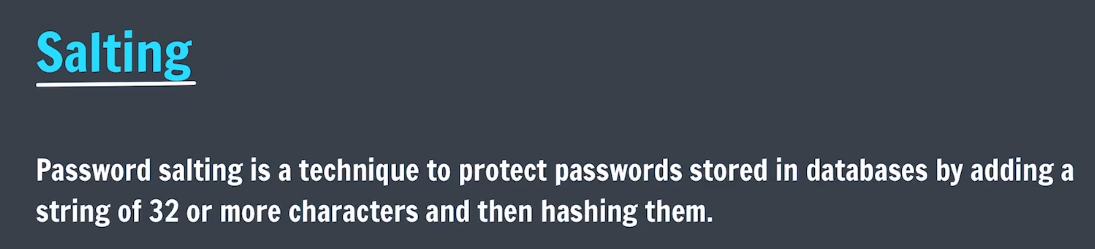 Salting
Password salting is a technique to protect passwords stored in databases by adding a
string of 32 or more characters and then hashing them.